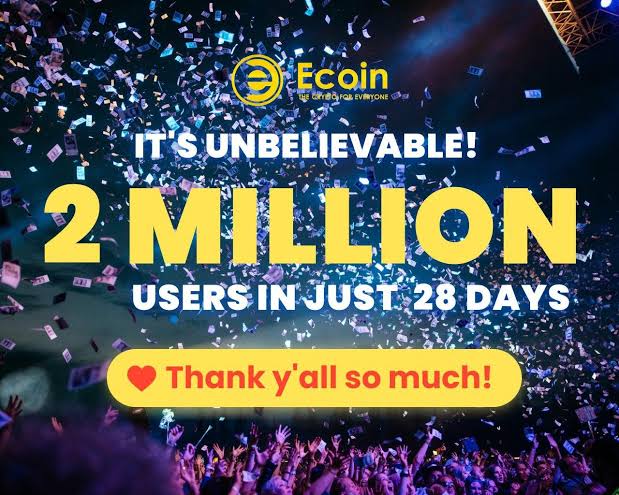 Ecoin
THE CRYPTO FOR EVERYONE
IT'S UNBELIEVABLE!
2 MILLION
USERS IN JUST 28 DAYS
Thank y'all so much!